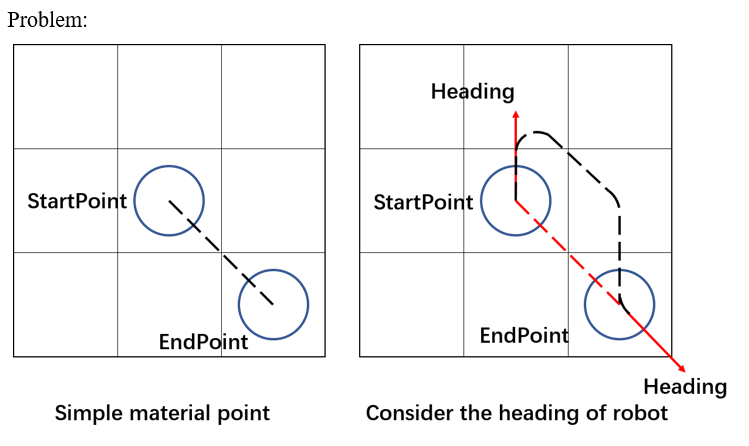 Problem:
Heading
StartPoint
StartPoint
EndPoint
EndPoint
Heading
Simple material point
Consider the heading of robot